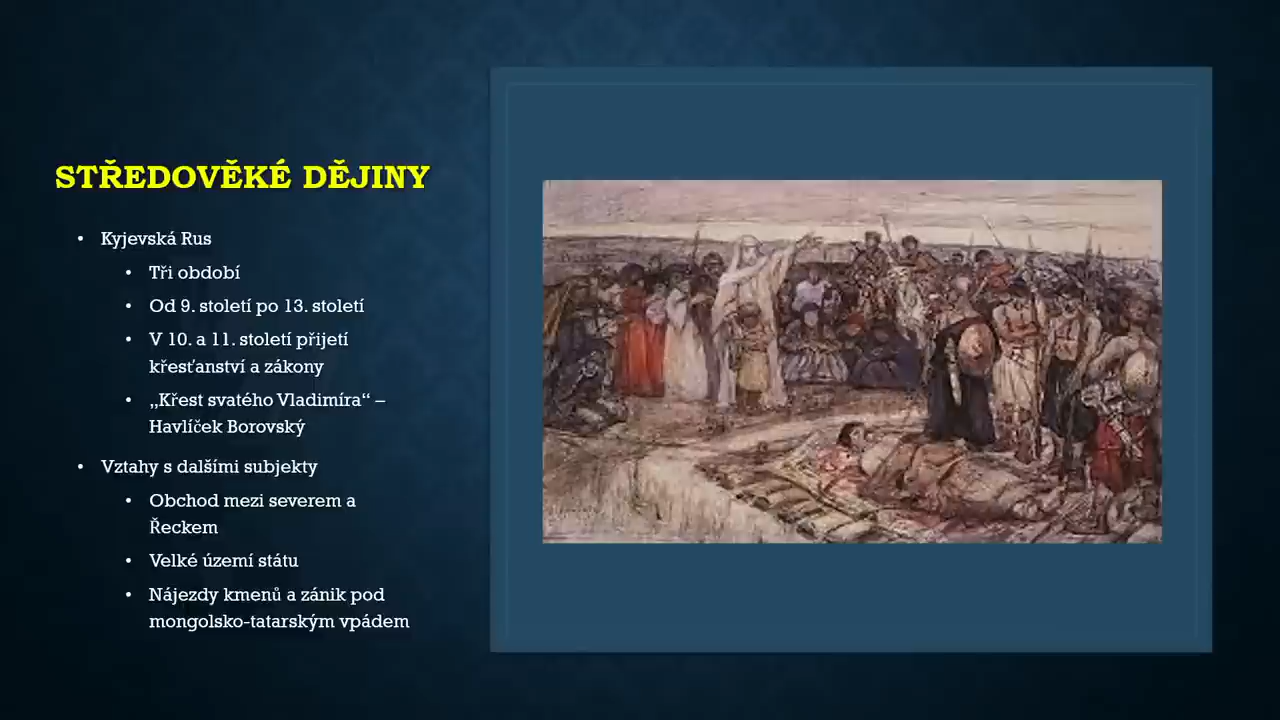 STŘEDOVĚKÉ DĚJINY
• Kyjevská Rus
• Tři období
• Od 9. století po 13. století
• V 10. a 11. století přijetí
křesťanství a zákony
• „Křest svatého Vladimíra“ –
Havlíček Borovský
• Vztahy s dalšími subjekty
• Obchod mezi severem a
Řeckem
• Velké území státu
• Nájezdy kmenů a zánik pod
mongolsko-tatarským vpádem